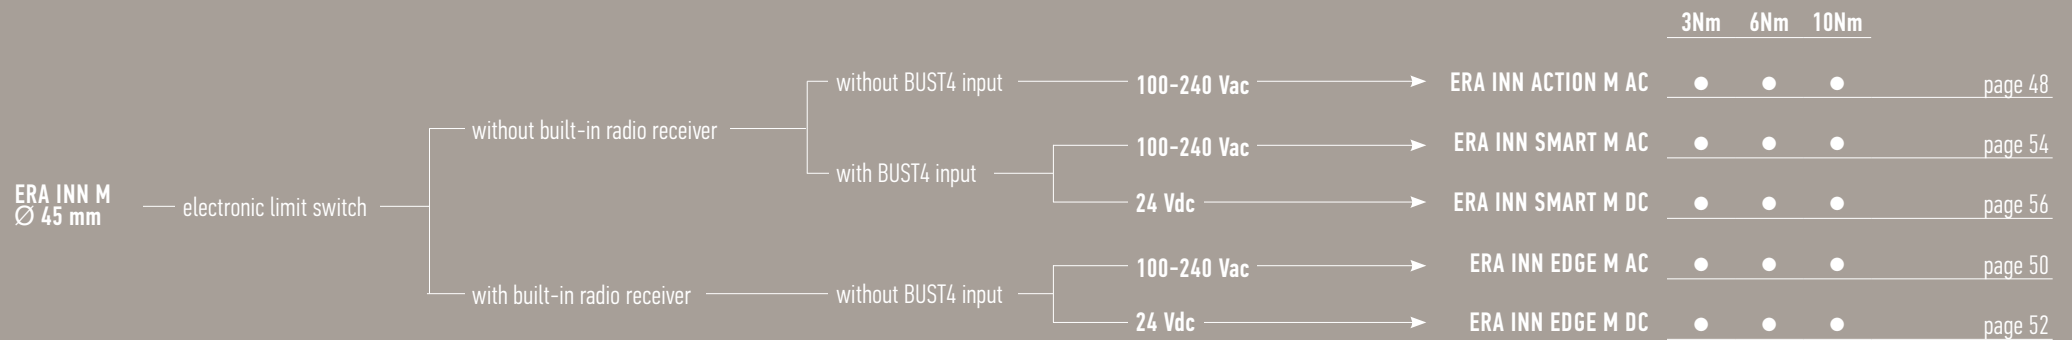 3Nm 6Nm 10Nm
without BUST4 input 100-240 Vac ERA INN ACTION M AC ● ● ● page 48
without built-in radio receiver
with BUST4 input 100-240 Vac ERA INN SMART M AC ● ● ● page 54
24 Vdc ERA INN SMART M DC ● ● ● page 56
ERA INN M
Ø 45 mm
electronic limit switch
with built-in radio receiver without BUST4 input 100-240 Vac ERA INN EDGE M AC ● ● ● page 50
24 Vdc ERA INN EDGE M DC ● ● ● page 52